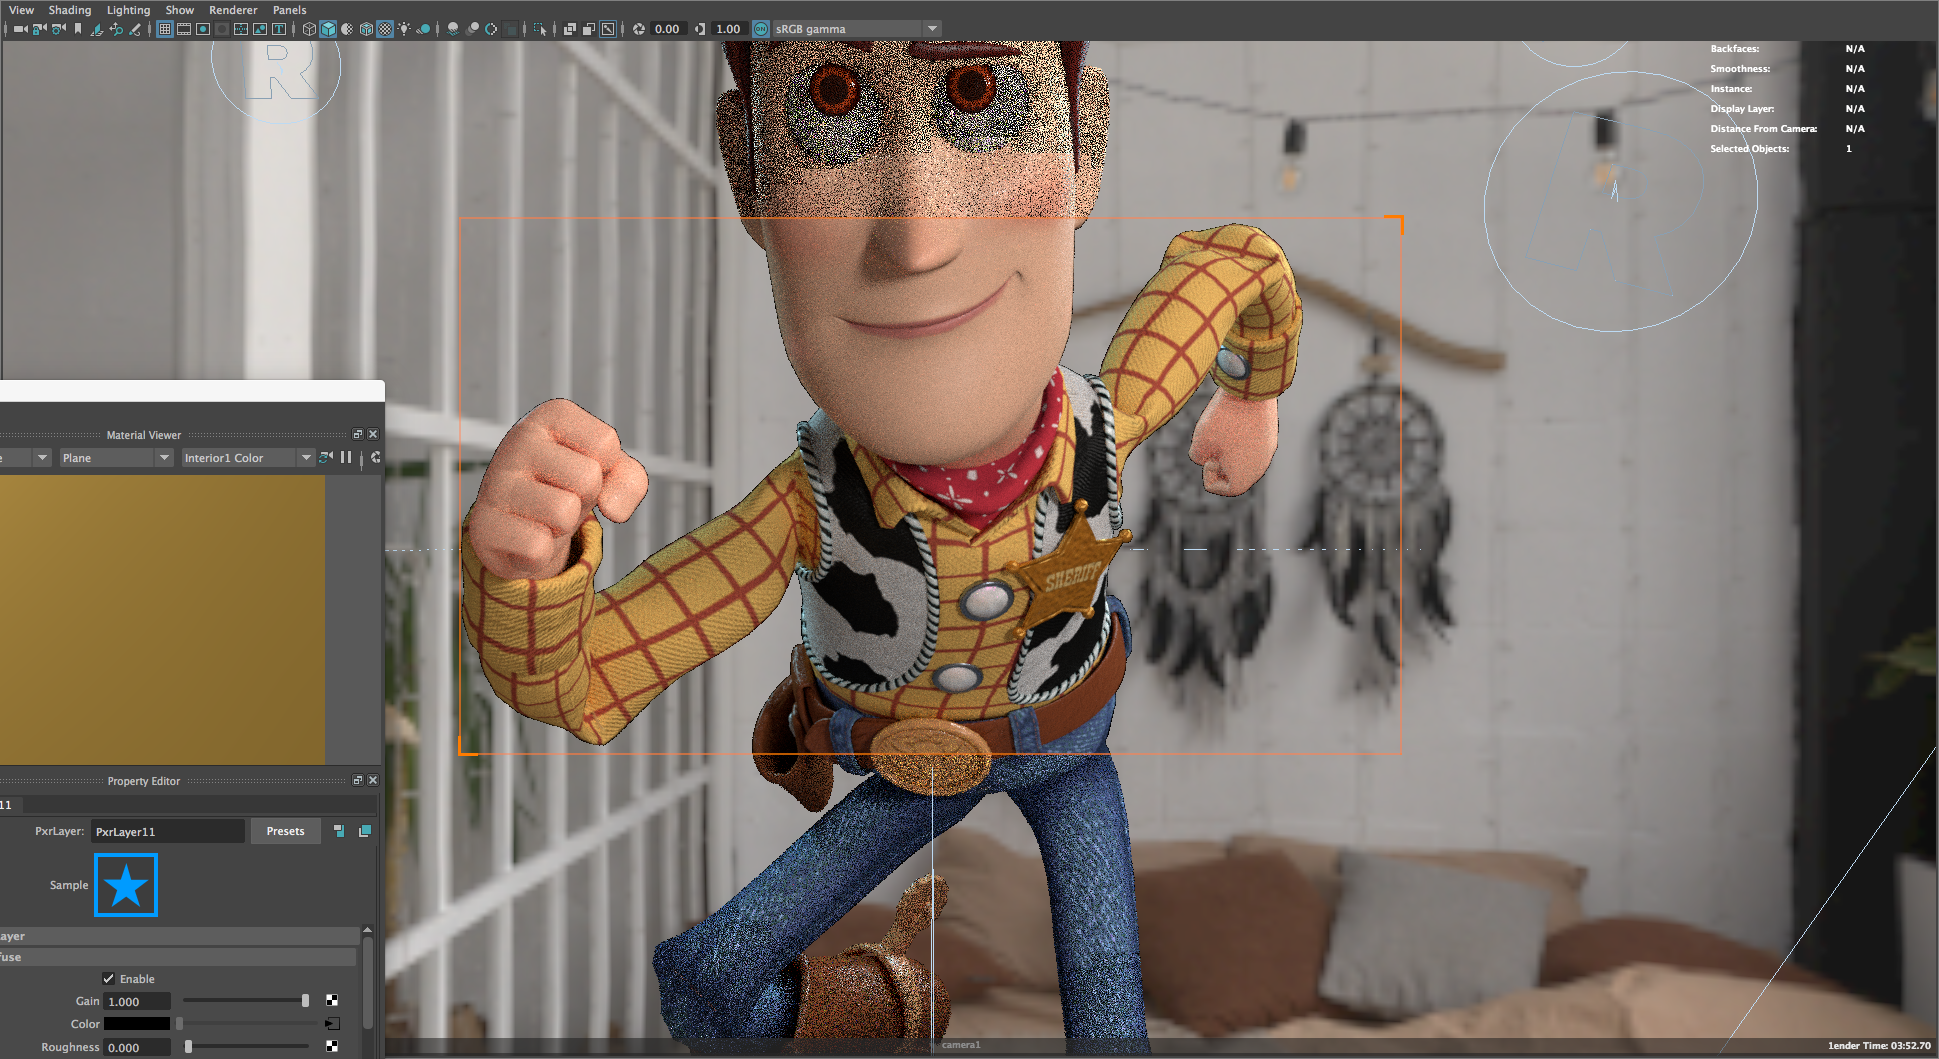 View Shading Lighting Show Renderer Panels
0.00 1.00 ON sRGB gamma
R
Backfaces: N/A
Smoothness: N/A
Instance: N/A
Display Layer: N/A
Distance From Camera: N/A
Selected Objects: 1
Material Viewer
e Plane Interior1 Color
SHERIFF
Property Editor
11
PxrLayer: PxrLayer11 Presets
Sample
ayer
fuse
Enable
Gain 1.000
Color
Roughness 0.000
camera1
1ender Time: 03:52.70